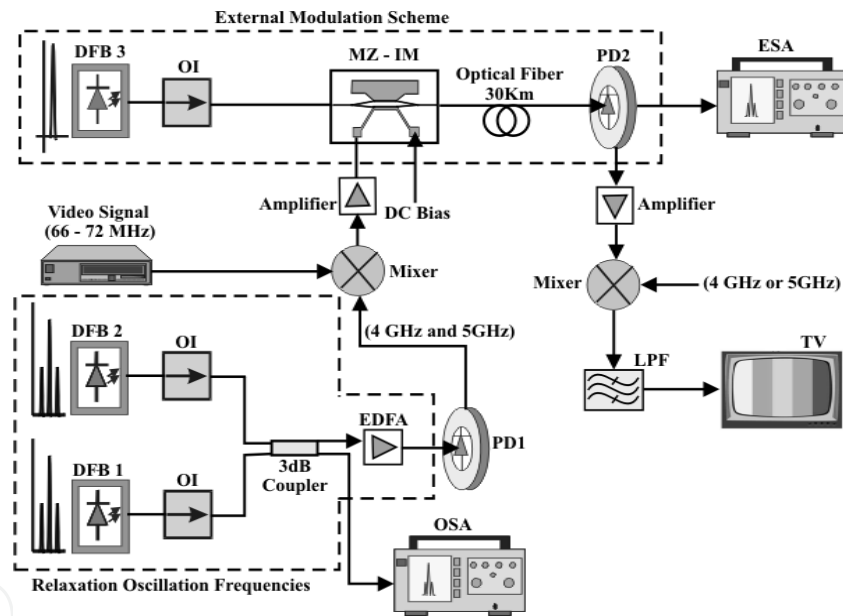 External Modulation Scheme
DFB 3
OI
MZ - IM
Optical Fiber
30Km
PD2
ESA
Amplifier
DC Bias
Amplifier
Video Signal
(66 - 72 MHz)
Mixer
Mixer
(4 GHz or 5GHz)
(4 GHz and 5GHz)
DFB 2
OI
LPF
TV
EDFA
PD1
3dB
Coupler
DFB 1
OI
OSA
Relaxation Oscillation Frequencies